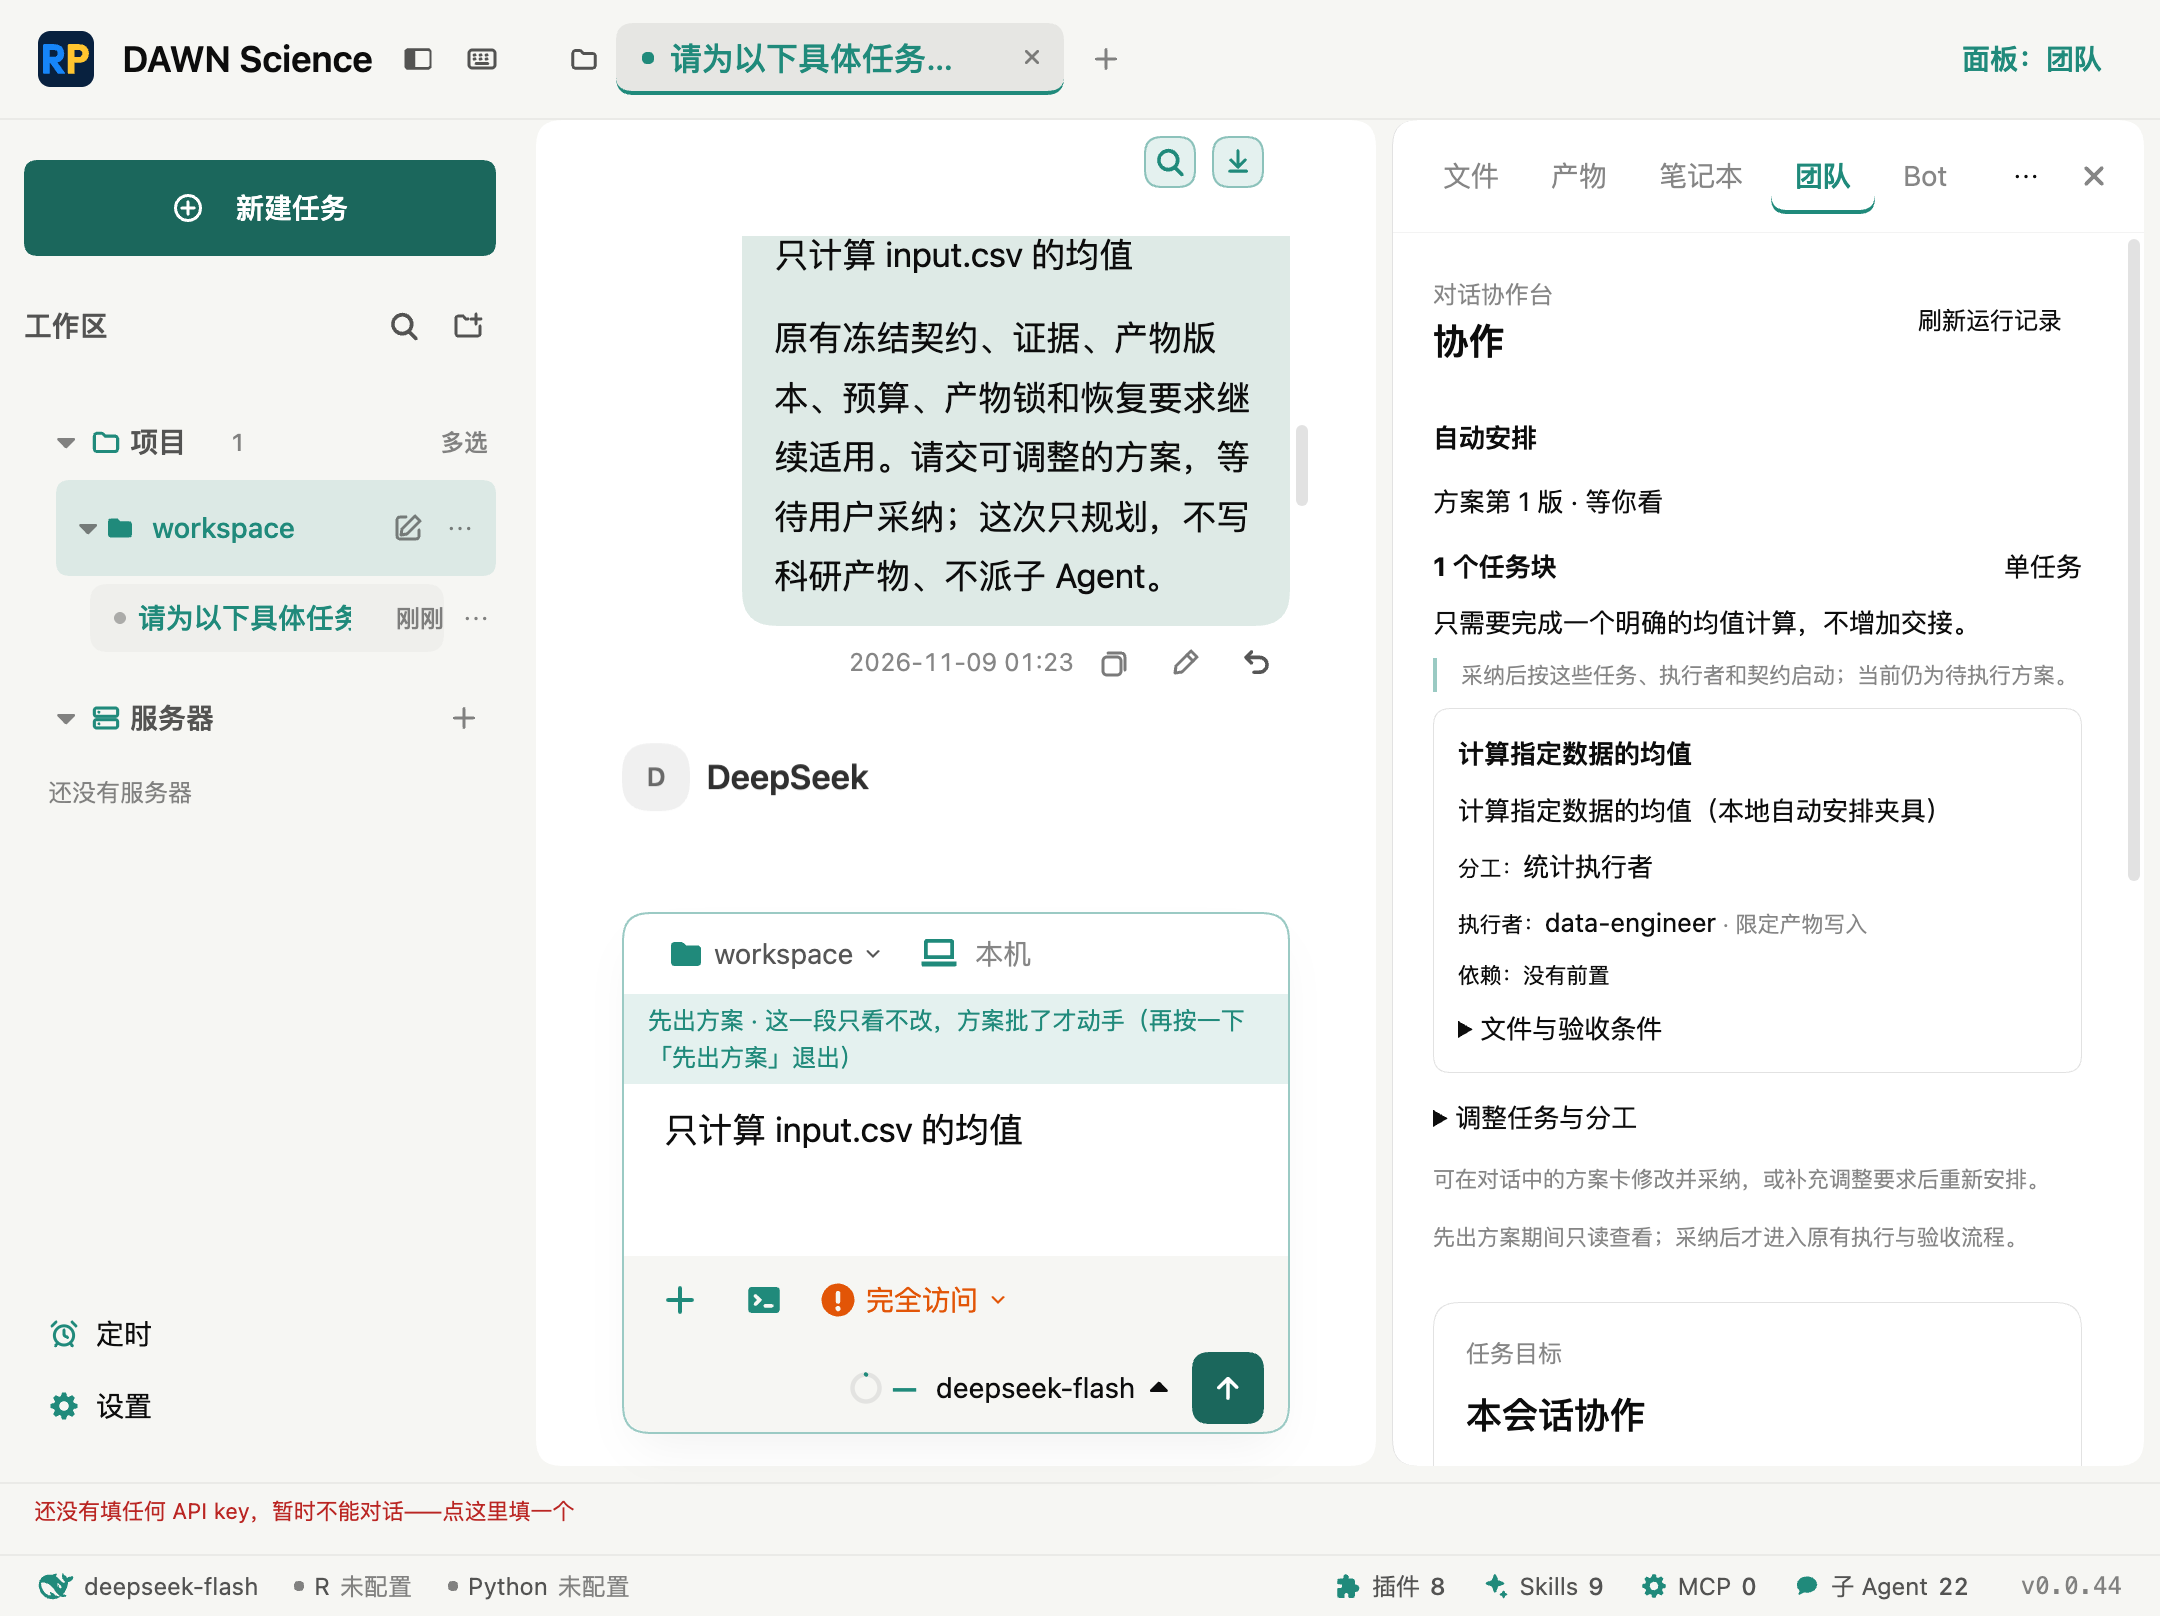 RP
DAWN Science
请为以下具体任务...
面板：团队
新建任务
工作区
项目 1 多选
workspace
请为以下具体任务 刚刚
服务器
还没有服务器
定时
设置
只计算 input.csv 的均值
原有冻结契约、证据、产物版
本、预算、产物锁和恢复要求继
续适用。请交可调整的方案，等
待用户采纳；这次只规划，不写
科研产物、不派子 Agent。
2026-11-09 01:23
D DeepSeek
workspace 本机
先出方案 · 这一段只看不改，方案批了才动手（再按一下
「先出方案」退出）
只计算 input.csv 的均值
完全访问
deepseek-flash
文件 产物 笔记本 团队 Bot
对话协作台
协作
刷新运行记录
自动安排
方案第 1 版 · 等你看
1 个任务块 单任务
只需要完成一个明确的均值计算，不增加交接。
采纳后按这些任务、执行者和契约启动；当前仍为待执行方案。
计算指定数据的均值
计算指定数据的均值（本地自动安排夹具）
分工：统计执行者
执行者：data-engineer · 限定产物写入
依赖：没有前置
文件与验收条件
调整任务与分工
可在对话中的方案卡修改并采纳，或补充调整要求后重新安排。
先出方案期间只读查看；采纳后才进入原有执行与验收流程。
任务目标
本会话协作
还没有填任何 API key，暂时不能对话——点这里填一个
deepseek-flash R 未配置 Python 未配置
插件 8 Skills 9 MCP 0 子 Agent 22 v0.0.44